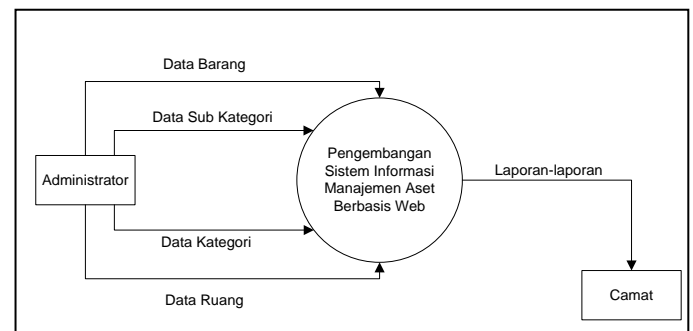 Data Barang
Data Sub Kategori
Administrator
Pengembangan
Sistem Informasi
Manajemen Aset
Berbasis Web
Laporan-laporan
Data Kategori
Data Ruang
Camat